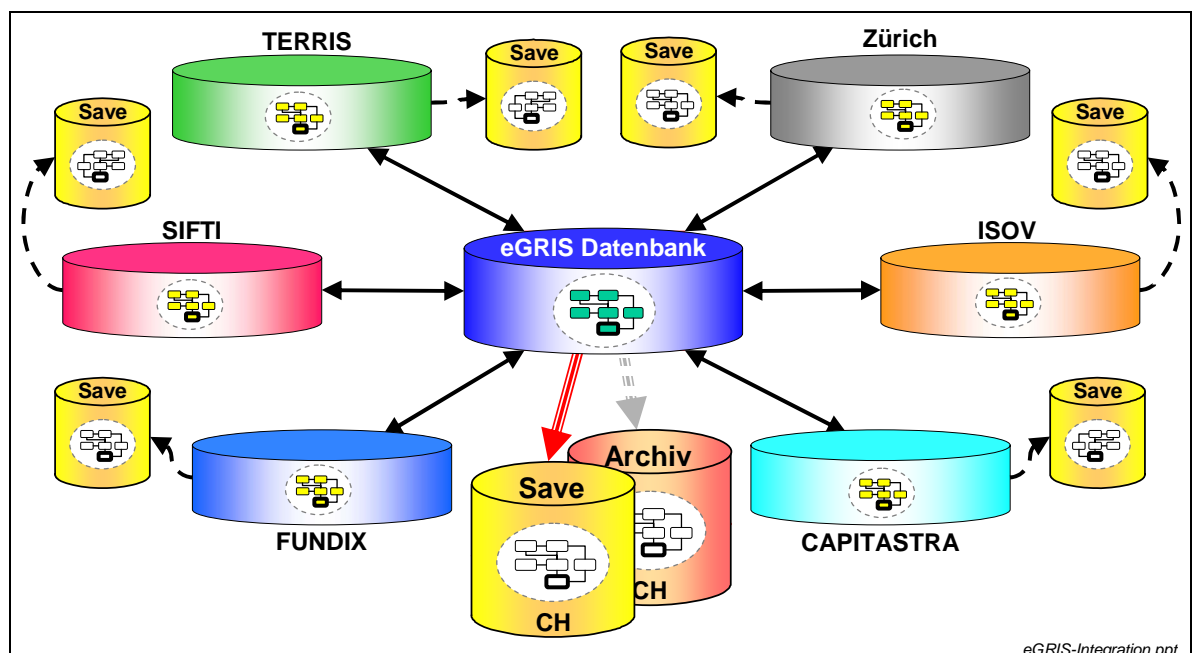 TERRIS
Save
Save
Zürich
Save
Save
SIFTI
eGRIS Datenbank
ISOV
Save
Save
Archiv
Save
FUNDIX
CAPITASTRA
CH
CH
eGRIS-Integration.ppt